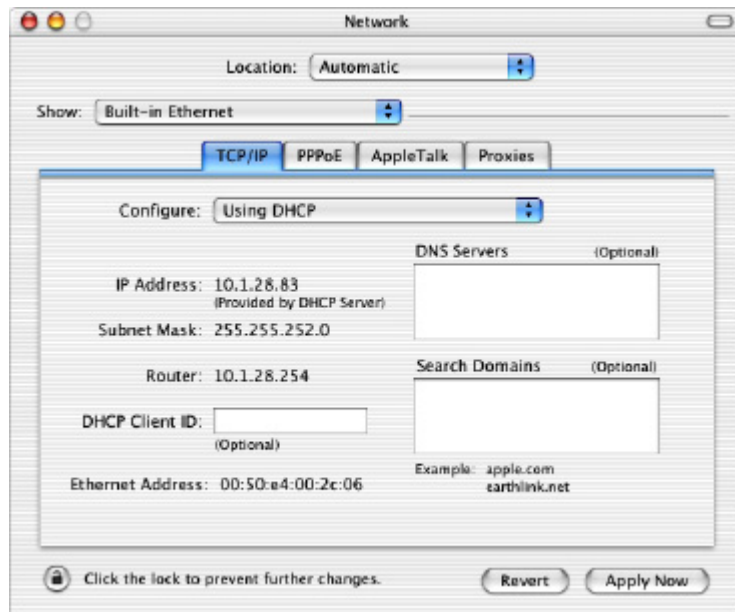 Network
Location: Automatic
Show: Built-in Ethernet
TCP/IP PPPoE AppleTalk Proxies
Configure: Using DHCP
DNS Servers (Optional)
IP Address: 10.1.28.83
(Provided by DHCP Server)
Subnet Mask: 255.255.252.0
Router: 10.1.28.254
Search Domains (Optional)
DHCP Client ID:
(Optional)
Example: apple.com
earthlink.net
Ethernet Address: 00:50:e4:00:2c:06
Click the lock to prevent further changes.
Revert Apply Now